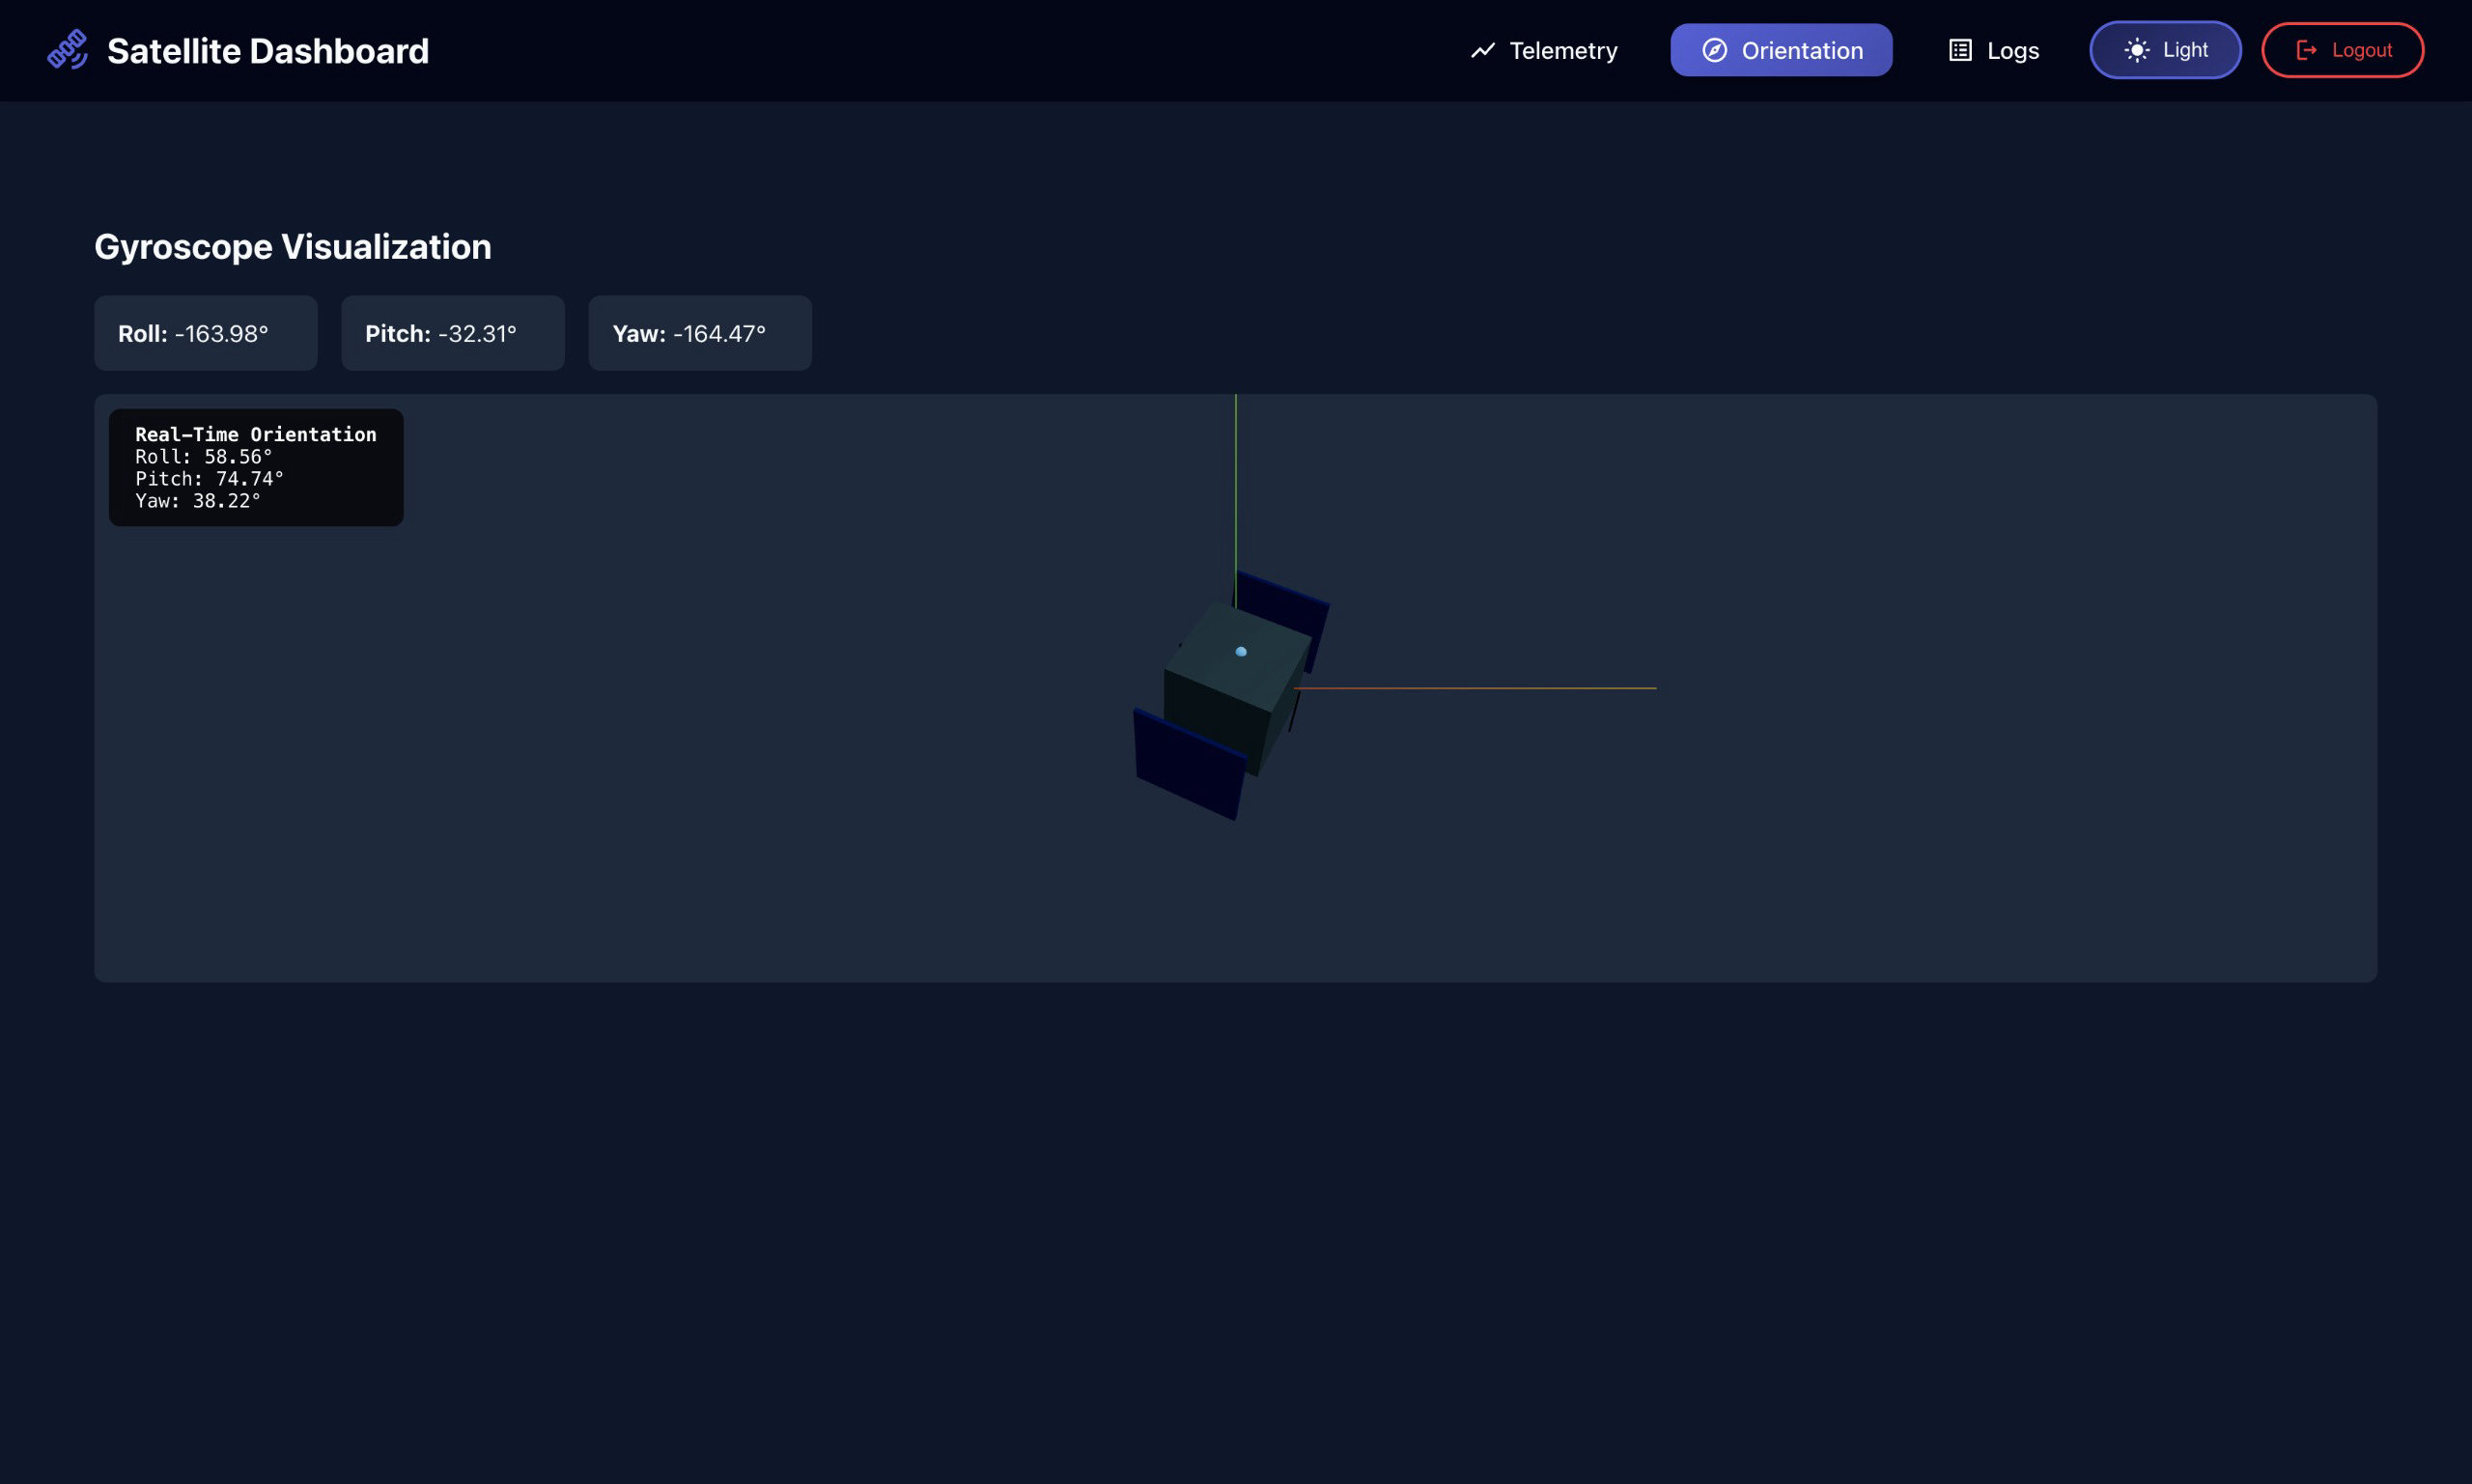 Satellite Dashboard
Telemetry
Orientation
Logs
Light
Logout
Gyroscope Visualization
Roll: -163.98°
Pitch: -32.31°
Yaw: -164.47°
Real-Time Orientation
Roll: 58.56°
Pitch: 74.74°
Yaw: 38.22°